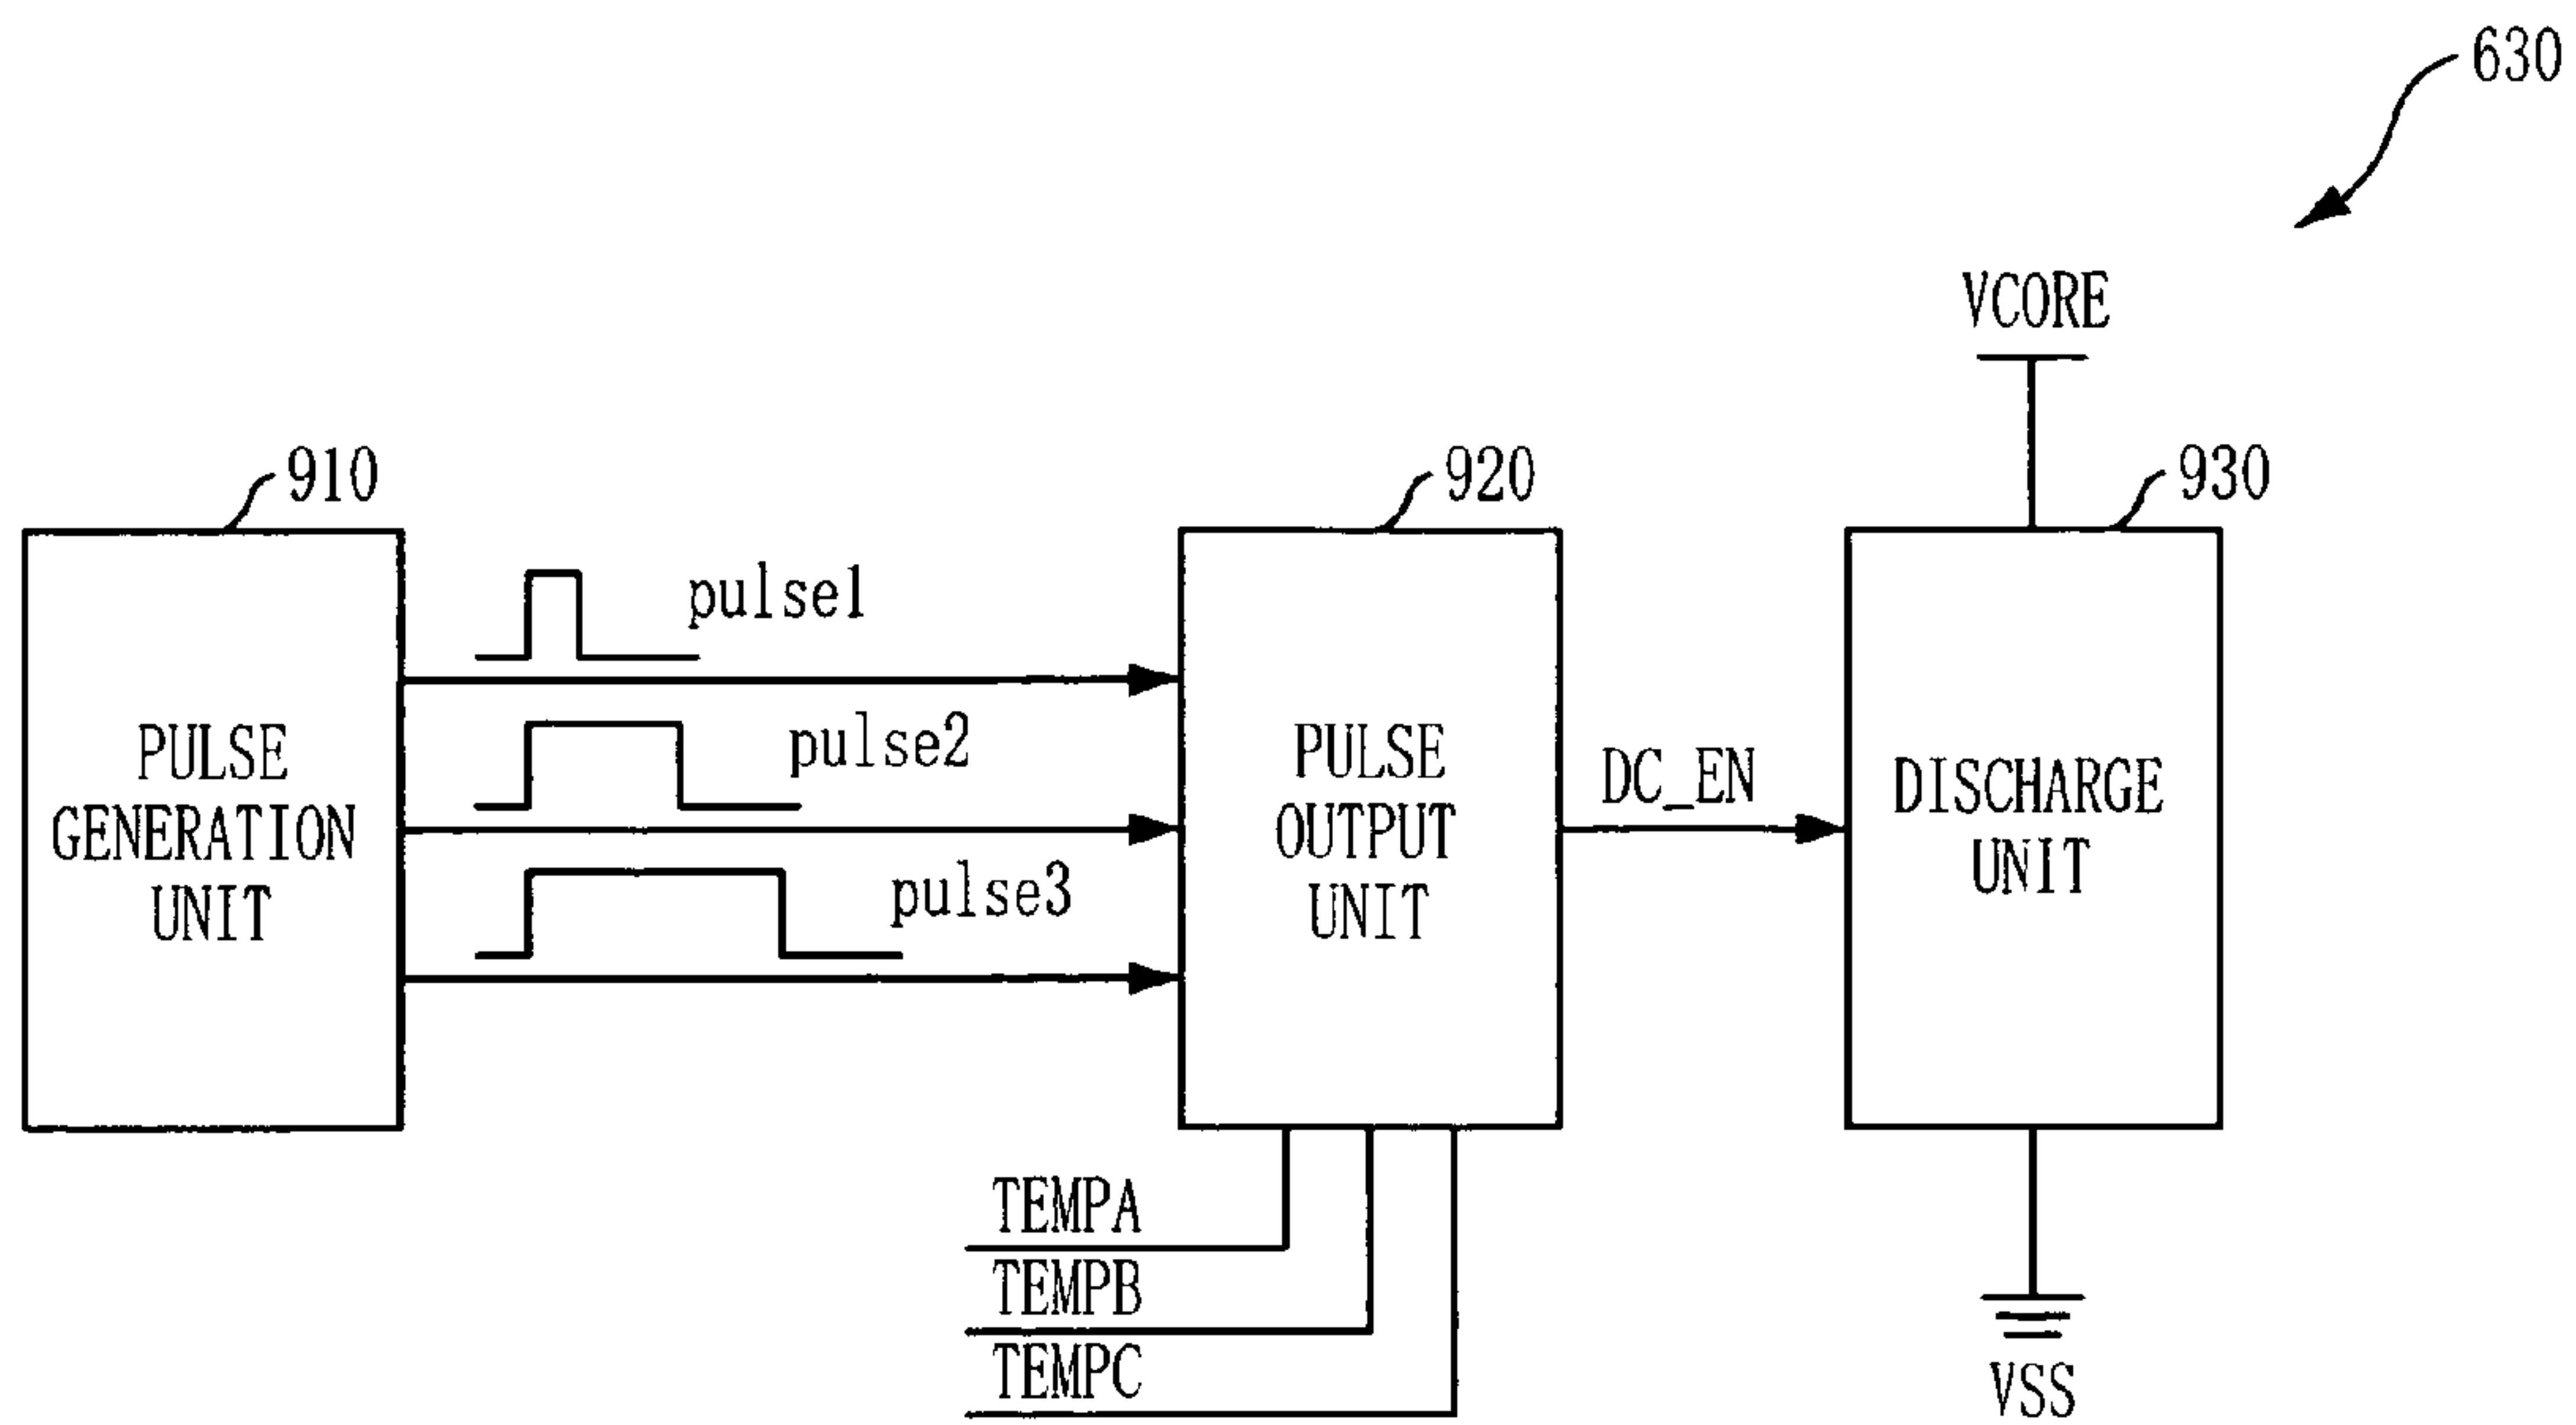 630
VCORE
910
920
930
pulse1
pulse2
pulse3
PULSE
GENERATION
UNIT
PULSE
OUTPUT
UNIT
DC_EN
DISCHARGE
UNIT
TEMPA
TEMPB
TEMPC
VSS